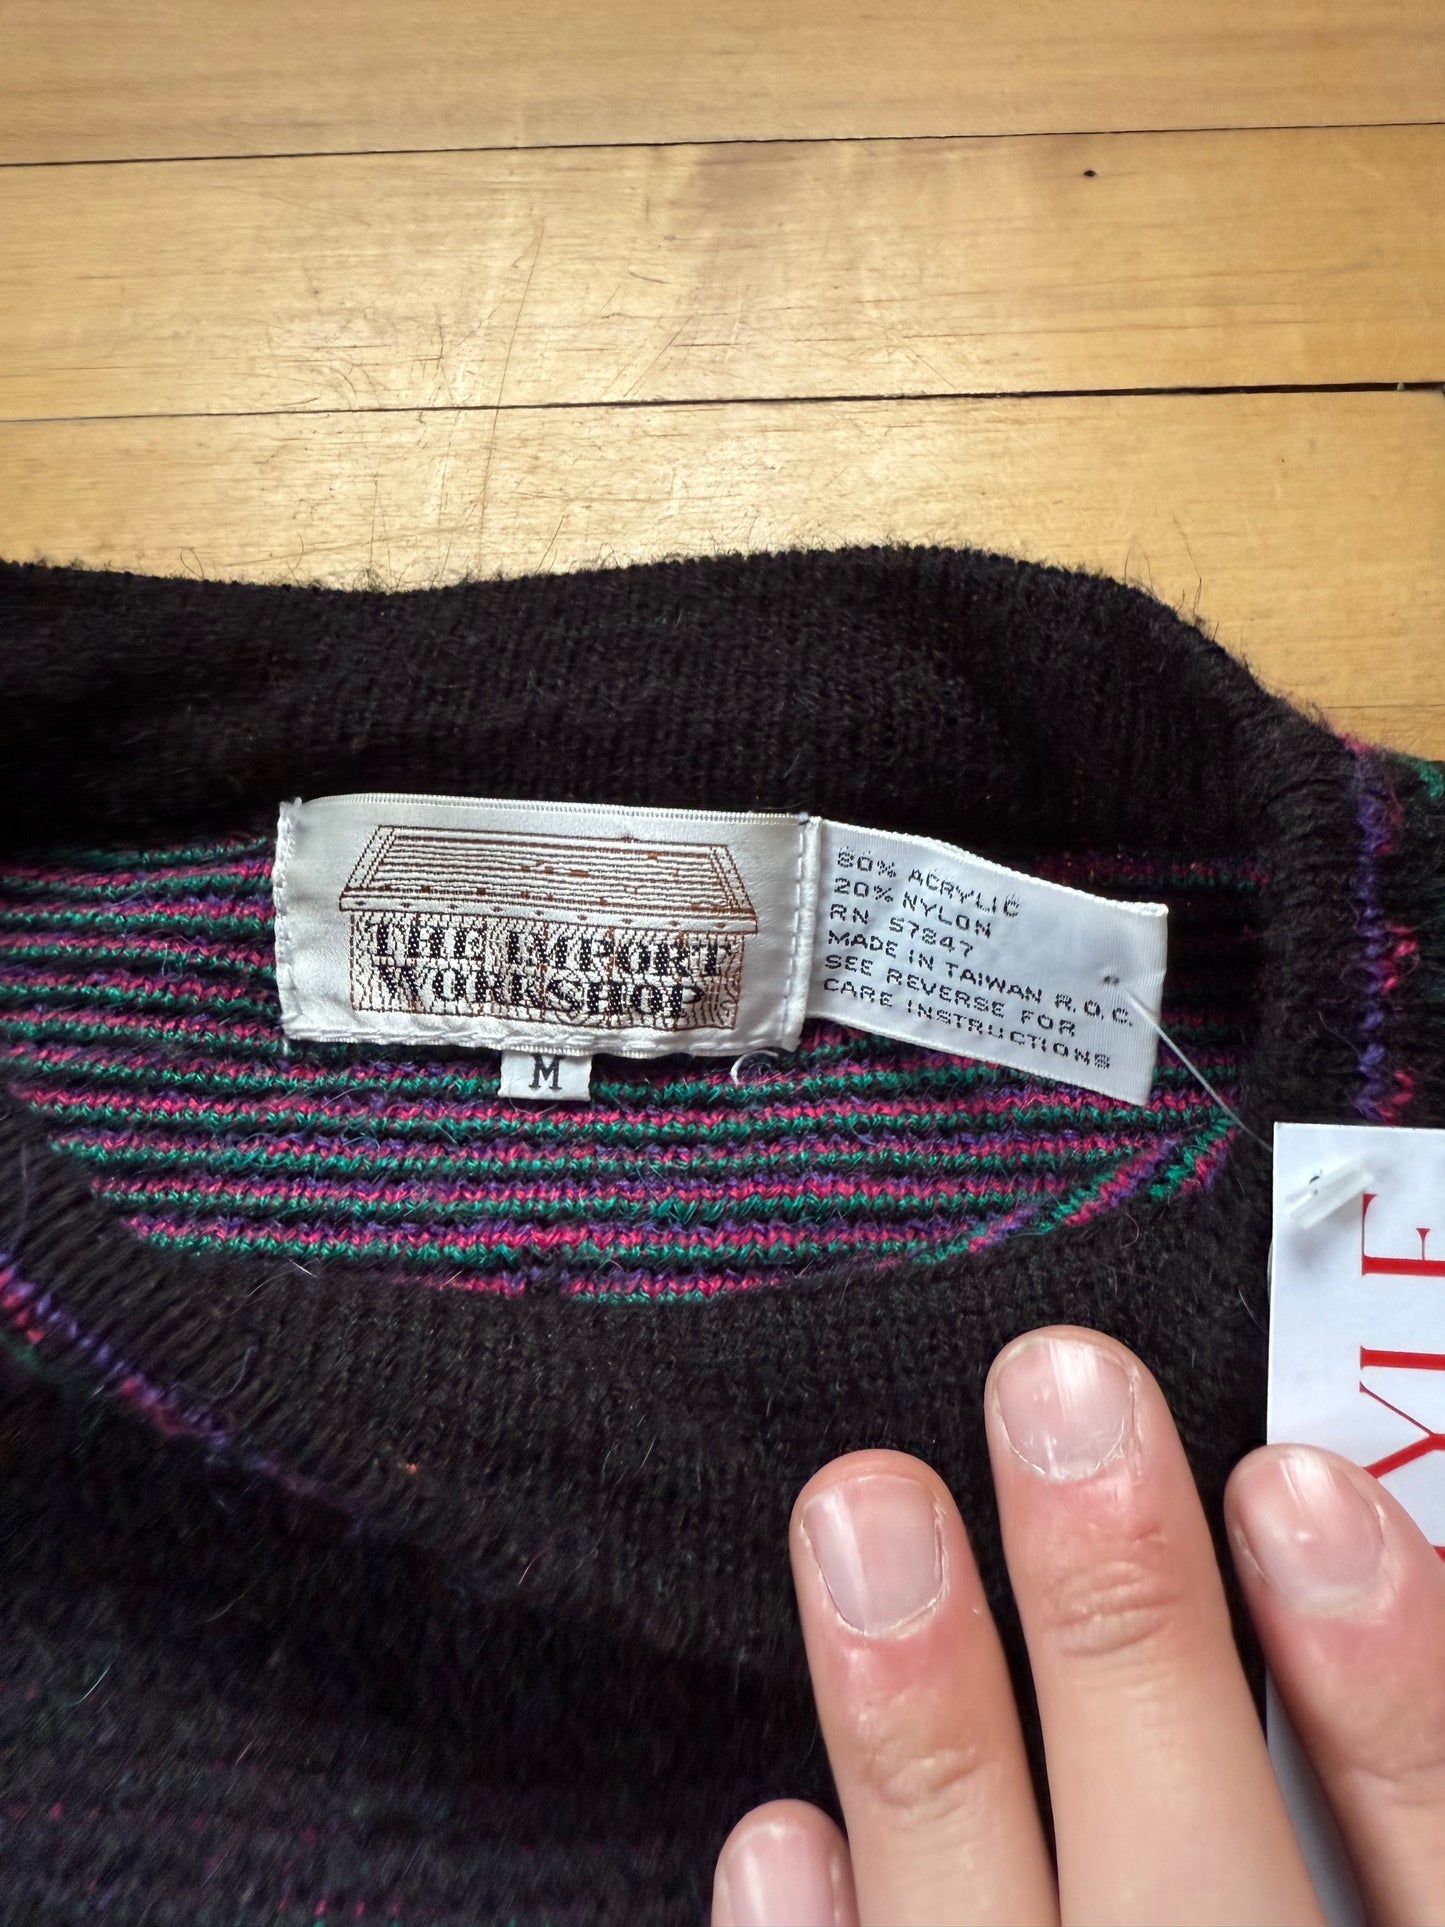 THE IMPORT
WORKSHOP
M
80% ACRYLIC
20% NYLON
RN 57847
MADE IN TAIWAN R.O.C.
SEE REVERSE FOR
CARE INSTRUCTIONS